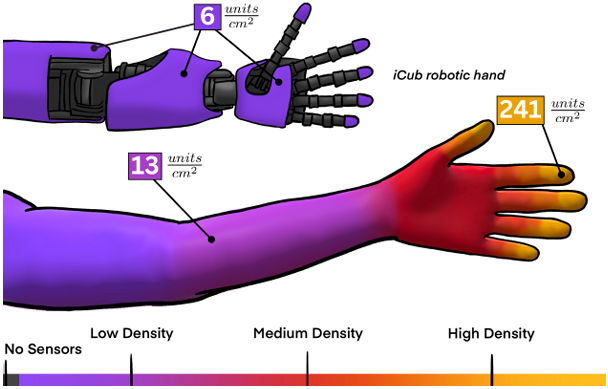 6 units
cm²
iCub robotic hand
241 units
cm²
13 units
cm²
Low Density Medium Density High Density
No Sensors